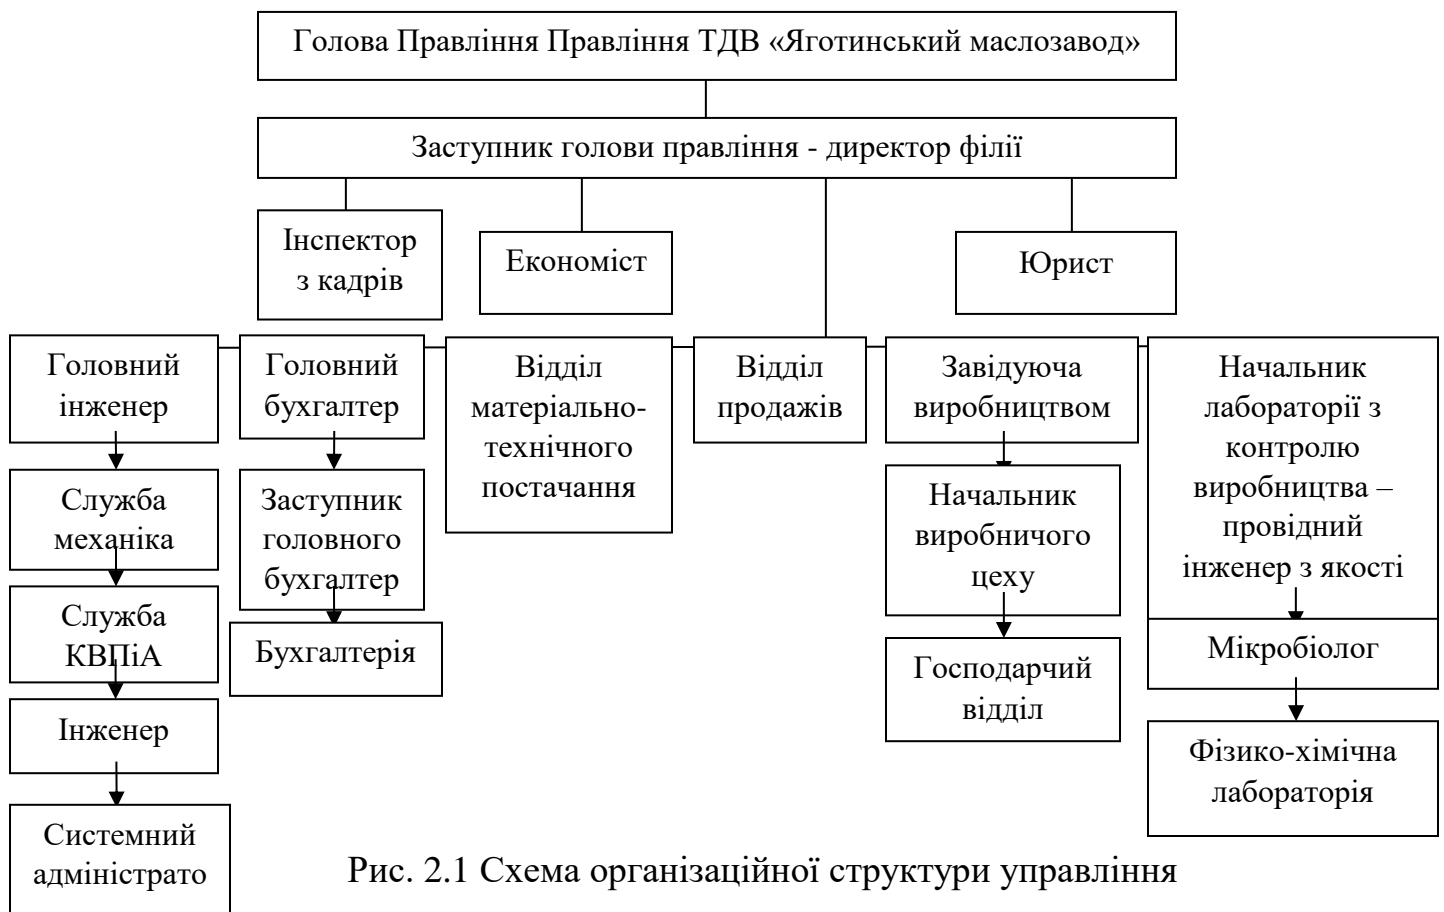 Голова Правління Правління ТДВ «Яготинський маслозавод»
Заступник голови правління - директор філії
Інспектор
з кадрів
Економіст
Юрист
Головний
інженер
Головний
бухгалтер
Відділ
матеріально-
технічного
постачання
Відділ
продажів
Завідуюча
виробництвом
Начальник
лабораторії з
контролю
виробництва –
провідний
інженер з якості
Служба
механіка
Заступник
головного
бухгалтер
Начальник
виробничого
цеху
Служба
КВПіА
Бухгалтерія
Господарчий
відділ
Мікробіолог
Інженер
Фізико-хімічна
лабораторія
Системний
адміністрато
Рис. 2.1 Схема організаційної структури управління